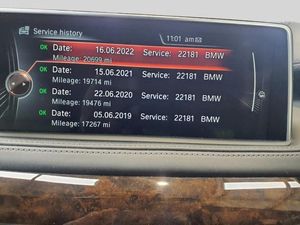 Service history
11:01 am
OK Date: 16.06.2022 Service: 22181 BMW
Mileage: 20699 mi
OK Date: 15.06.2021 Service: 22181 BMW
Mileage: 19714 mi
OK Date: 22.06.2020 Service: 22181 BMW
Mileage: 19476 mi
OK Date: 05.06.2019 Service: 22181 BMW
Mileage: 17267 mi